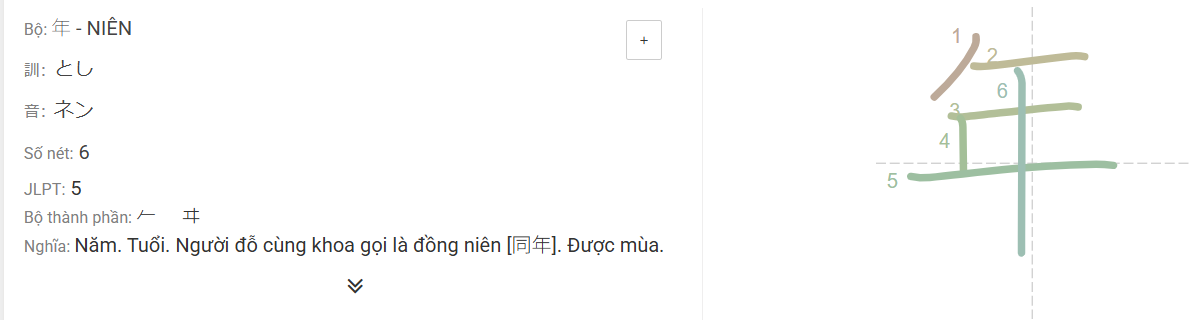 Bộ: 年 - NIÊN
+
訓: とし
音: ネン
Số nét: 6
JLPT: 5
Bộ thành phần: 𠂉 ヰ
Nghĩa: Năm. Tuổi. Người đỗ cùng khoa gọi là đồng niên [同年]. Được mùa.
年
1
2
6
3
4
5